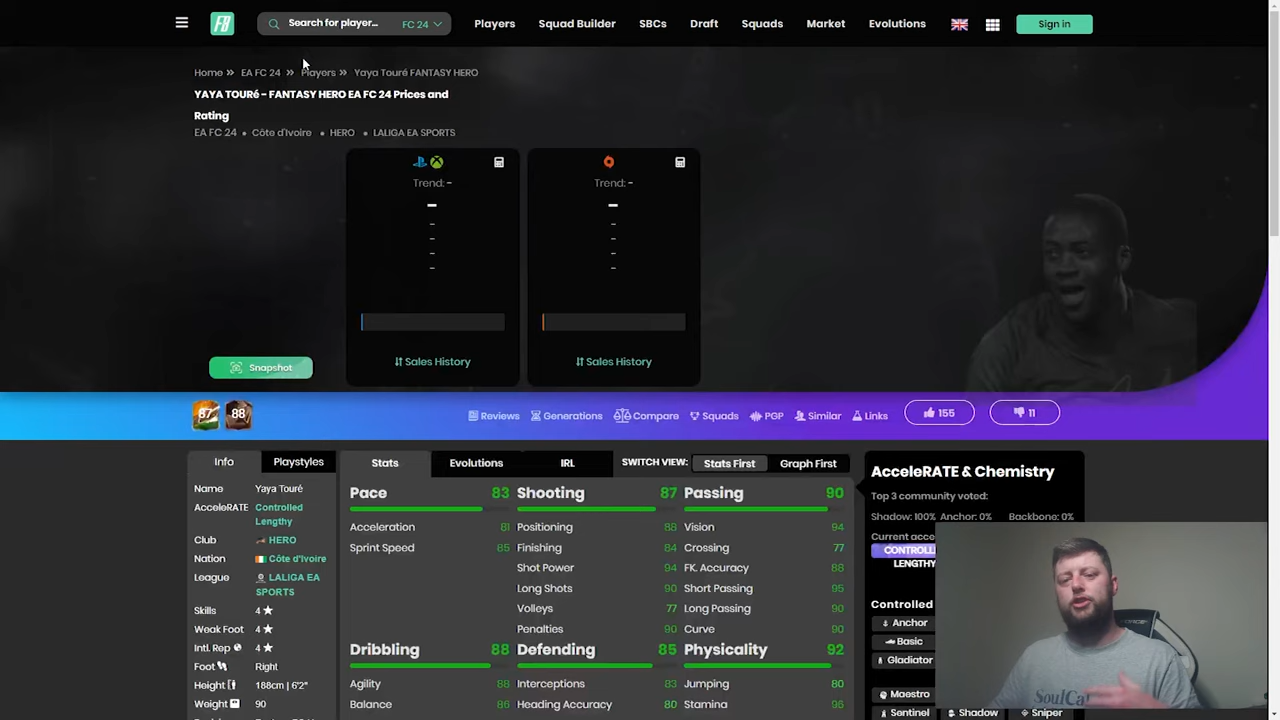 FB
Search for player... FC 24
Players Squad Builder SBCs Draft Squads Market Evolutions Sign in
Home » EA FC 24 » Players » Yaya Touré FANTASY HERO
YAYA TOURé - FANTASY HERO EA FC 24 Prices and
Rating
EA FC 24 • Côte d'Ivoire • HERO • LALIGA EA SPORTS
Trend: - Trend: -
Sales History Sales History
Snapshot
87 88 Reviews Generations Compare Squads PGP Similar Links 155 11
Info Playstyles Stats Evolutions IRL SWITCH VIEW: Stats First Graph First
Name Yaya Touré
AcceleRATE Controlled
Lengthy
Club HERO
Nation Côte d'Ivoire
League LALIGA EA
SPORTS
Skills 4 ★
Weak Foot 4 ★
Intl. Rep 4 ★
Foot Right
Height 188cm | 6'2"
Weight 90
Pace 83
Acceleration 81
Sprint Speed 85
Shooting 87
Positioning 88
Finishing 84
Shot Power 94
Long Shots 90
Volleys 77
Penalties 90
Passing 90
Vision 94
Crossing 77
FK. Accuracy 88
Short Passing 95
Long Passing 90
Curve 90
Dribbling 88
Agility 88
Balance 86
Defending 85
Interceptions 83
Heading Accuracy 80
Physicality 92
Jumping 80
Stamina 96
AcceleRATE & Chemistry
Top 3 community voted:
Shadow: 100% Anchor: 0% Backbone: 0%
LENGTHY
Controlled
Anchor
Basic
Gladiator
Maestro
Sentinel Shadow Sniper